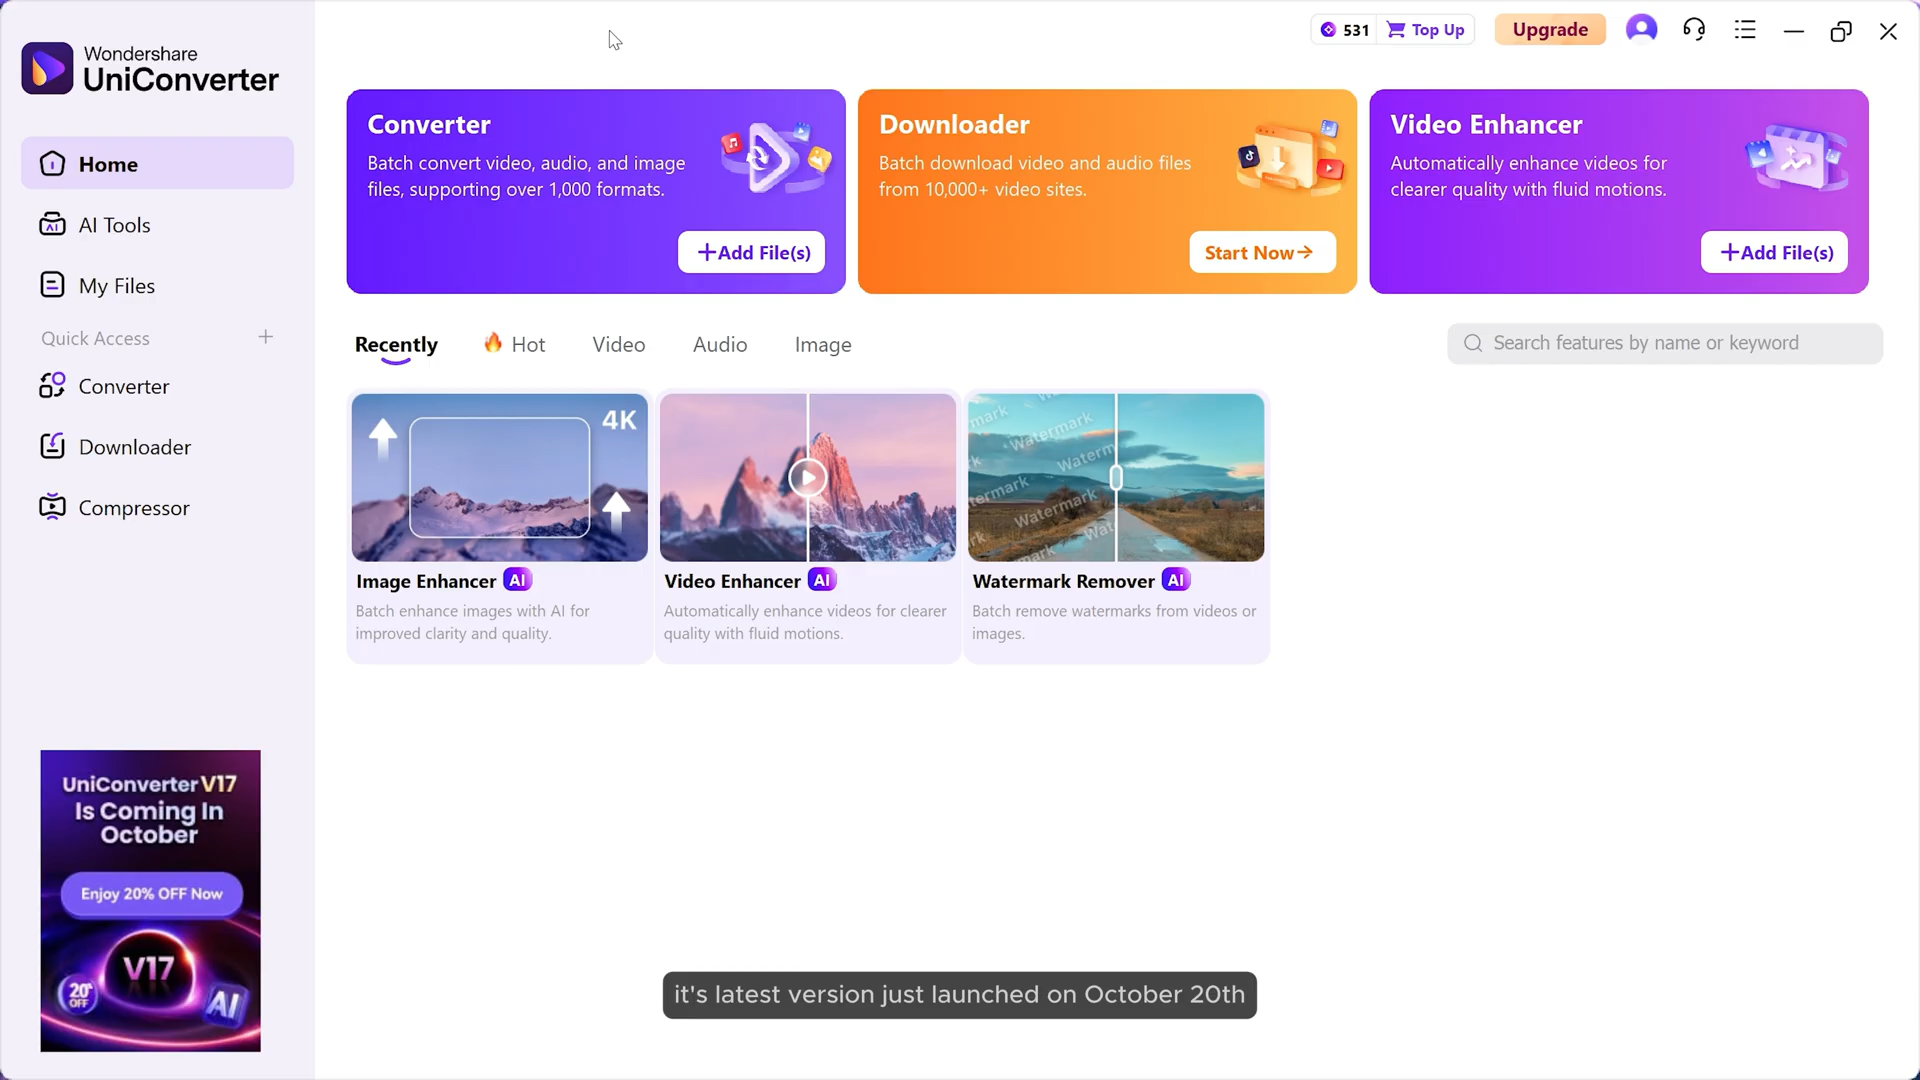 Wondershare
UniConverter
531
Top Up
Upgrade
Home
AI Tools
My Files
Quick Access
Converter
Downloader
Compressor
Converter
Batch convert video, audio, and image
files, supporting over 1,000 formats.
+Add File(s)
Downloader
Batch download video and audio files
from 10,000+ video sites.
Start Now→
Video Enhancer
Automatically enhance videos for
clearer quality with fluid motions.
+Add File(s)
Recently
Hot
Video
Audio
Image
Search features by name or keyword
4K
Image Enhancer AI
Batch enhance images with AI for
improved clarity and quality.
Video Enhancer AI
Automatically enhance videos for clearer
quality with fluid motions.
Watermark
Watermark
Watermark
Watermark Remover AI
Batch remove watermarks from videos or
images.
UniConverter V17
Is Coming In
October
Enjoy 20% OFF Now
V17
20%
OFF
AI
it's latest version just launched on October 20th